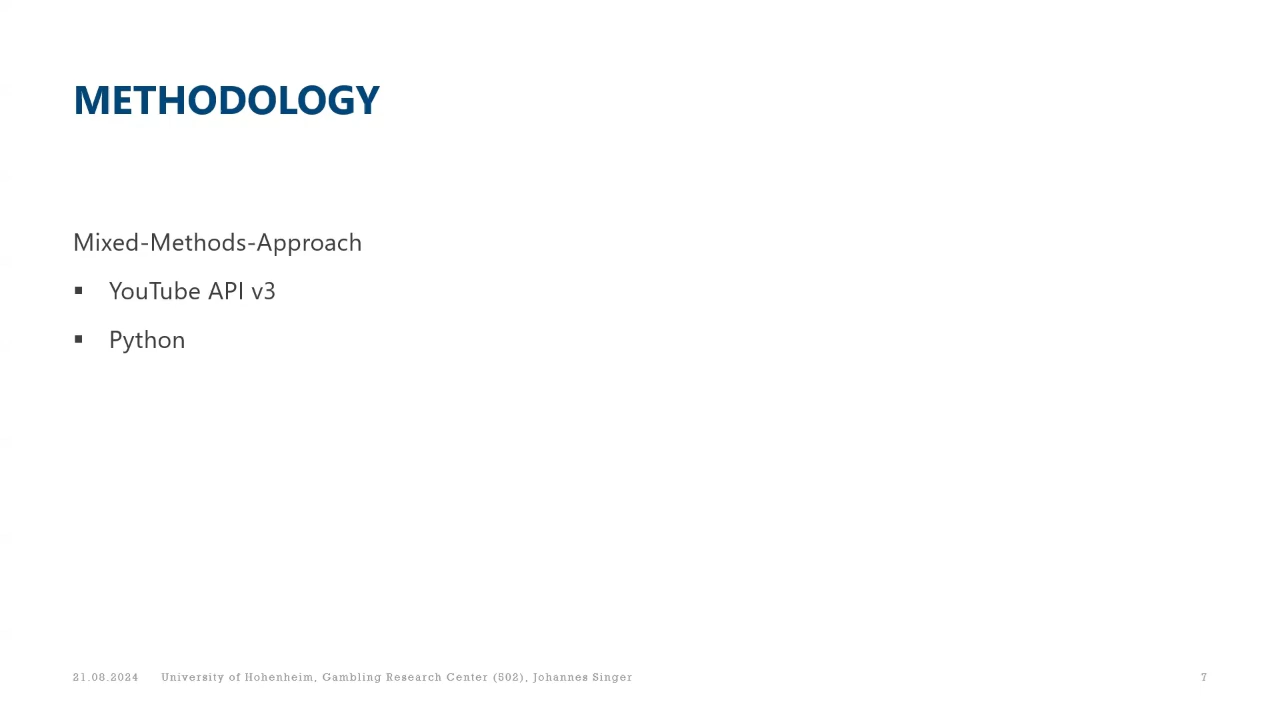 METHODOLOGY
Mixed-Methods-Approach
▪ YouTube API v3
▪ Python
21.08.2024 University of Hohenheim, Gambling Research Center (502), Johannes Singer 7